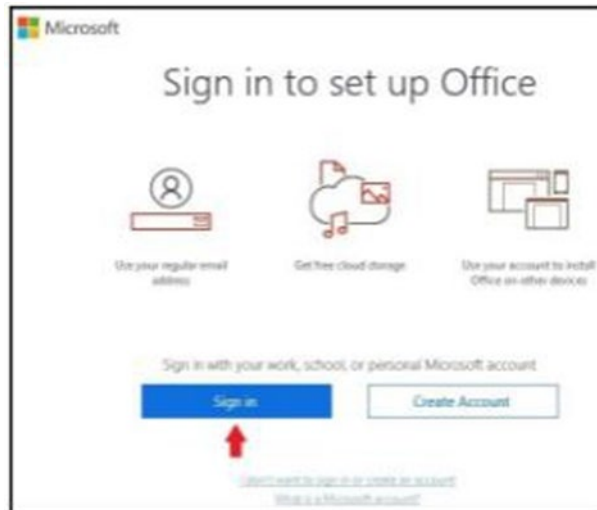 Microsoft
Sign in to set up Office
Use your regular email
address
Get free cloud storage
Use your account to install
Office on other devices
Sign in with your work, school, or personal Microsoft account
Sign in
Create Account
I don't want to sign in or create an account
What is a Microsoft account?